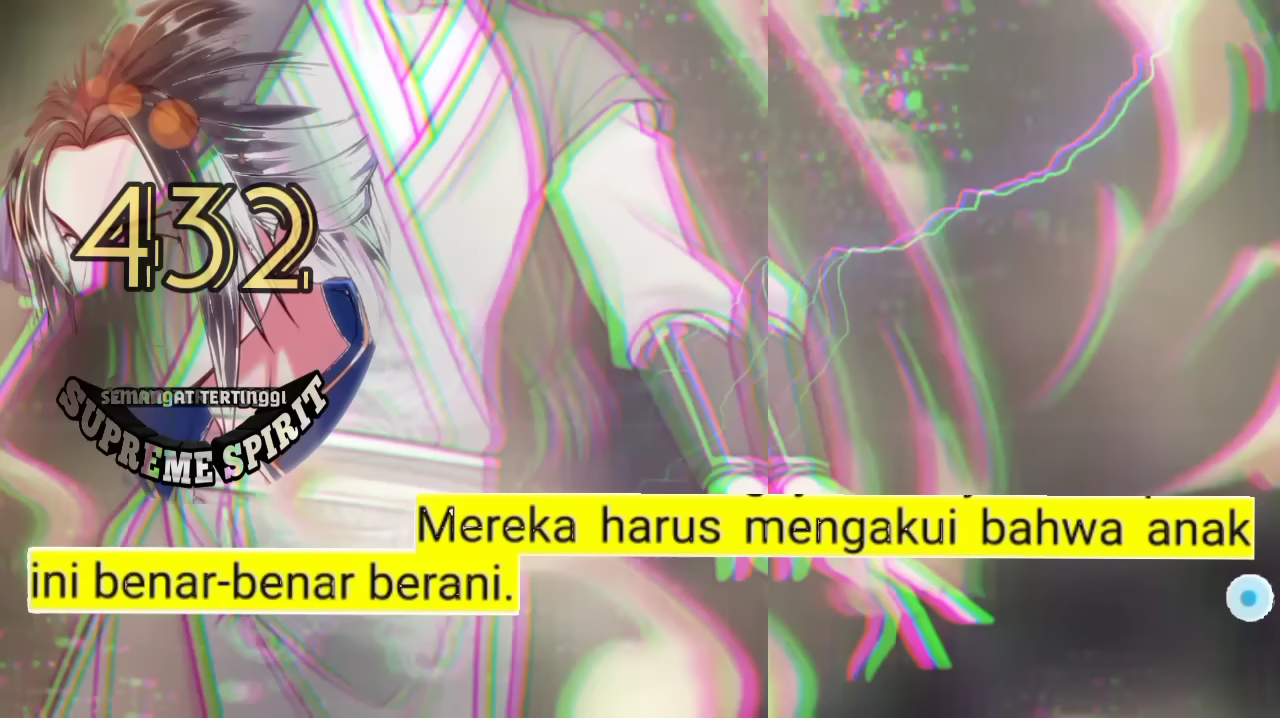 432
SEMANgAT TERTINggI
SUPREME SPIRIT
Mereka harus mengakui bahwa anak
ini benar-benar berani.